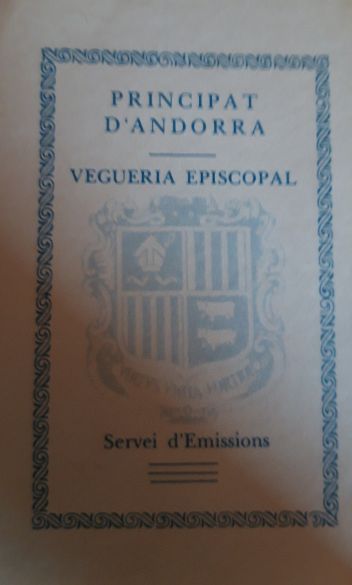 PRINCIPAT
D'ANDORRA
VEGUERIA EPISCOPAL
Servei d'Emissions